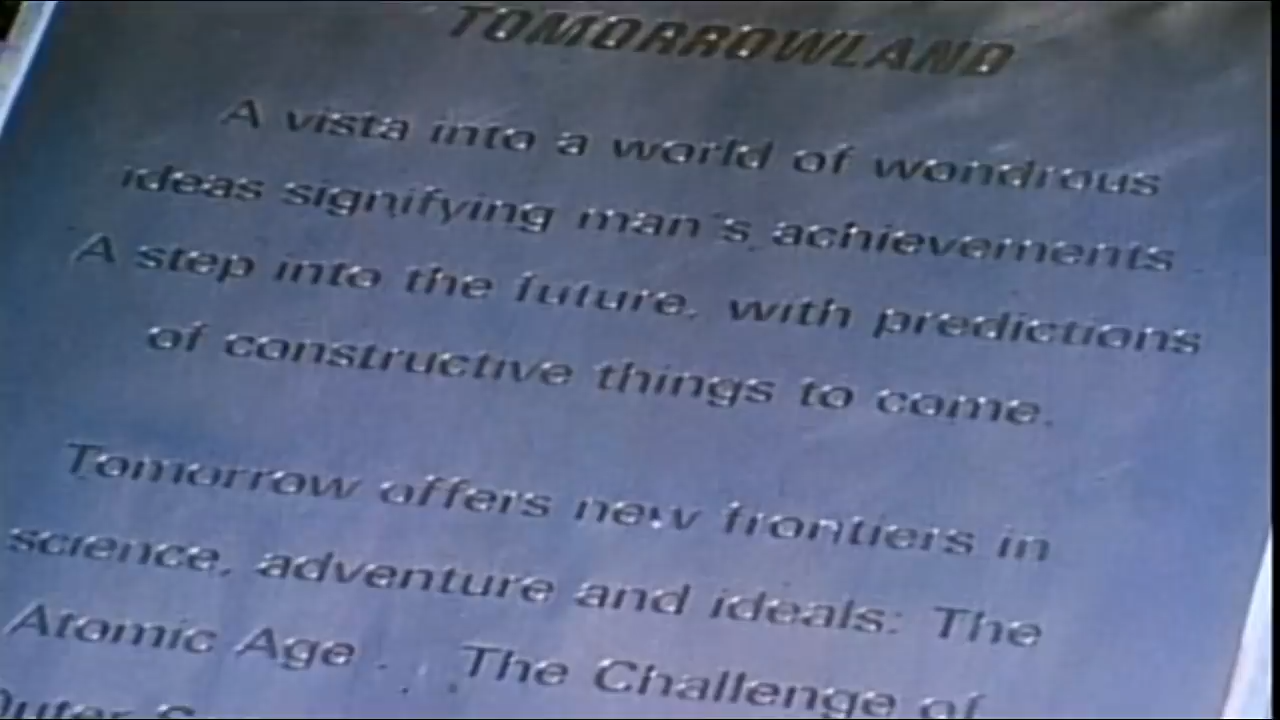 TOMORROWLAND
A vista into a world of wondrous
ideas signifying man's achievements
A step into the future, with predictions
of constructive things to come.
Tomorrow offers new frontiers in
science, adventure and ideals: The
Atomic Age . . . The Challenge of
Outer